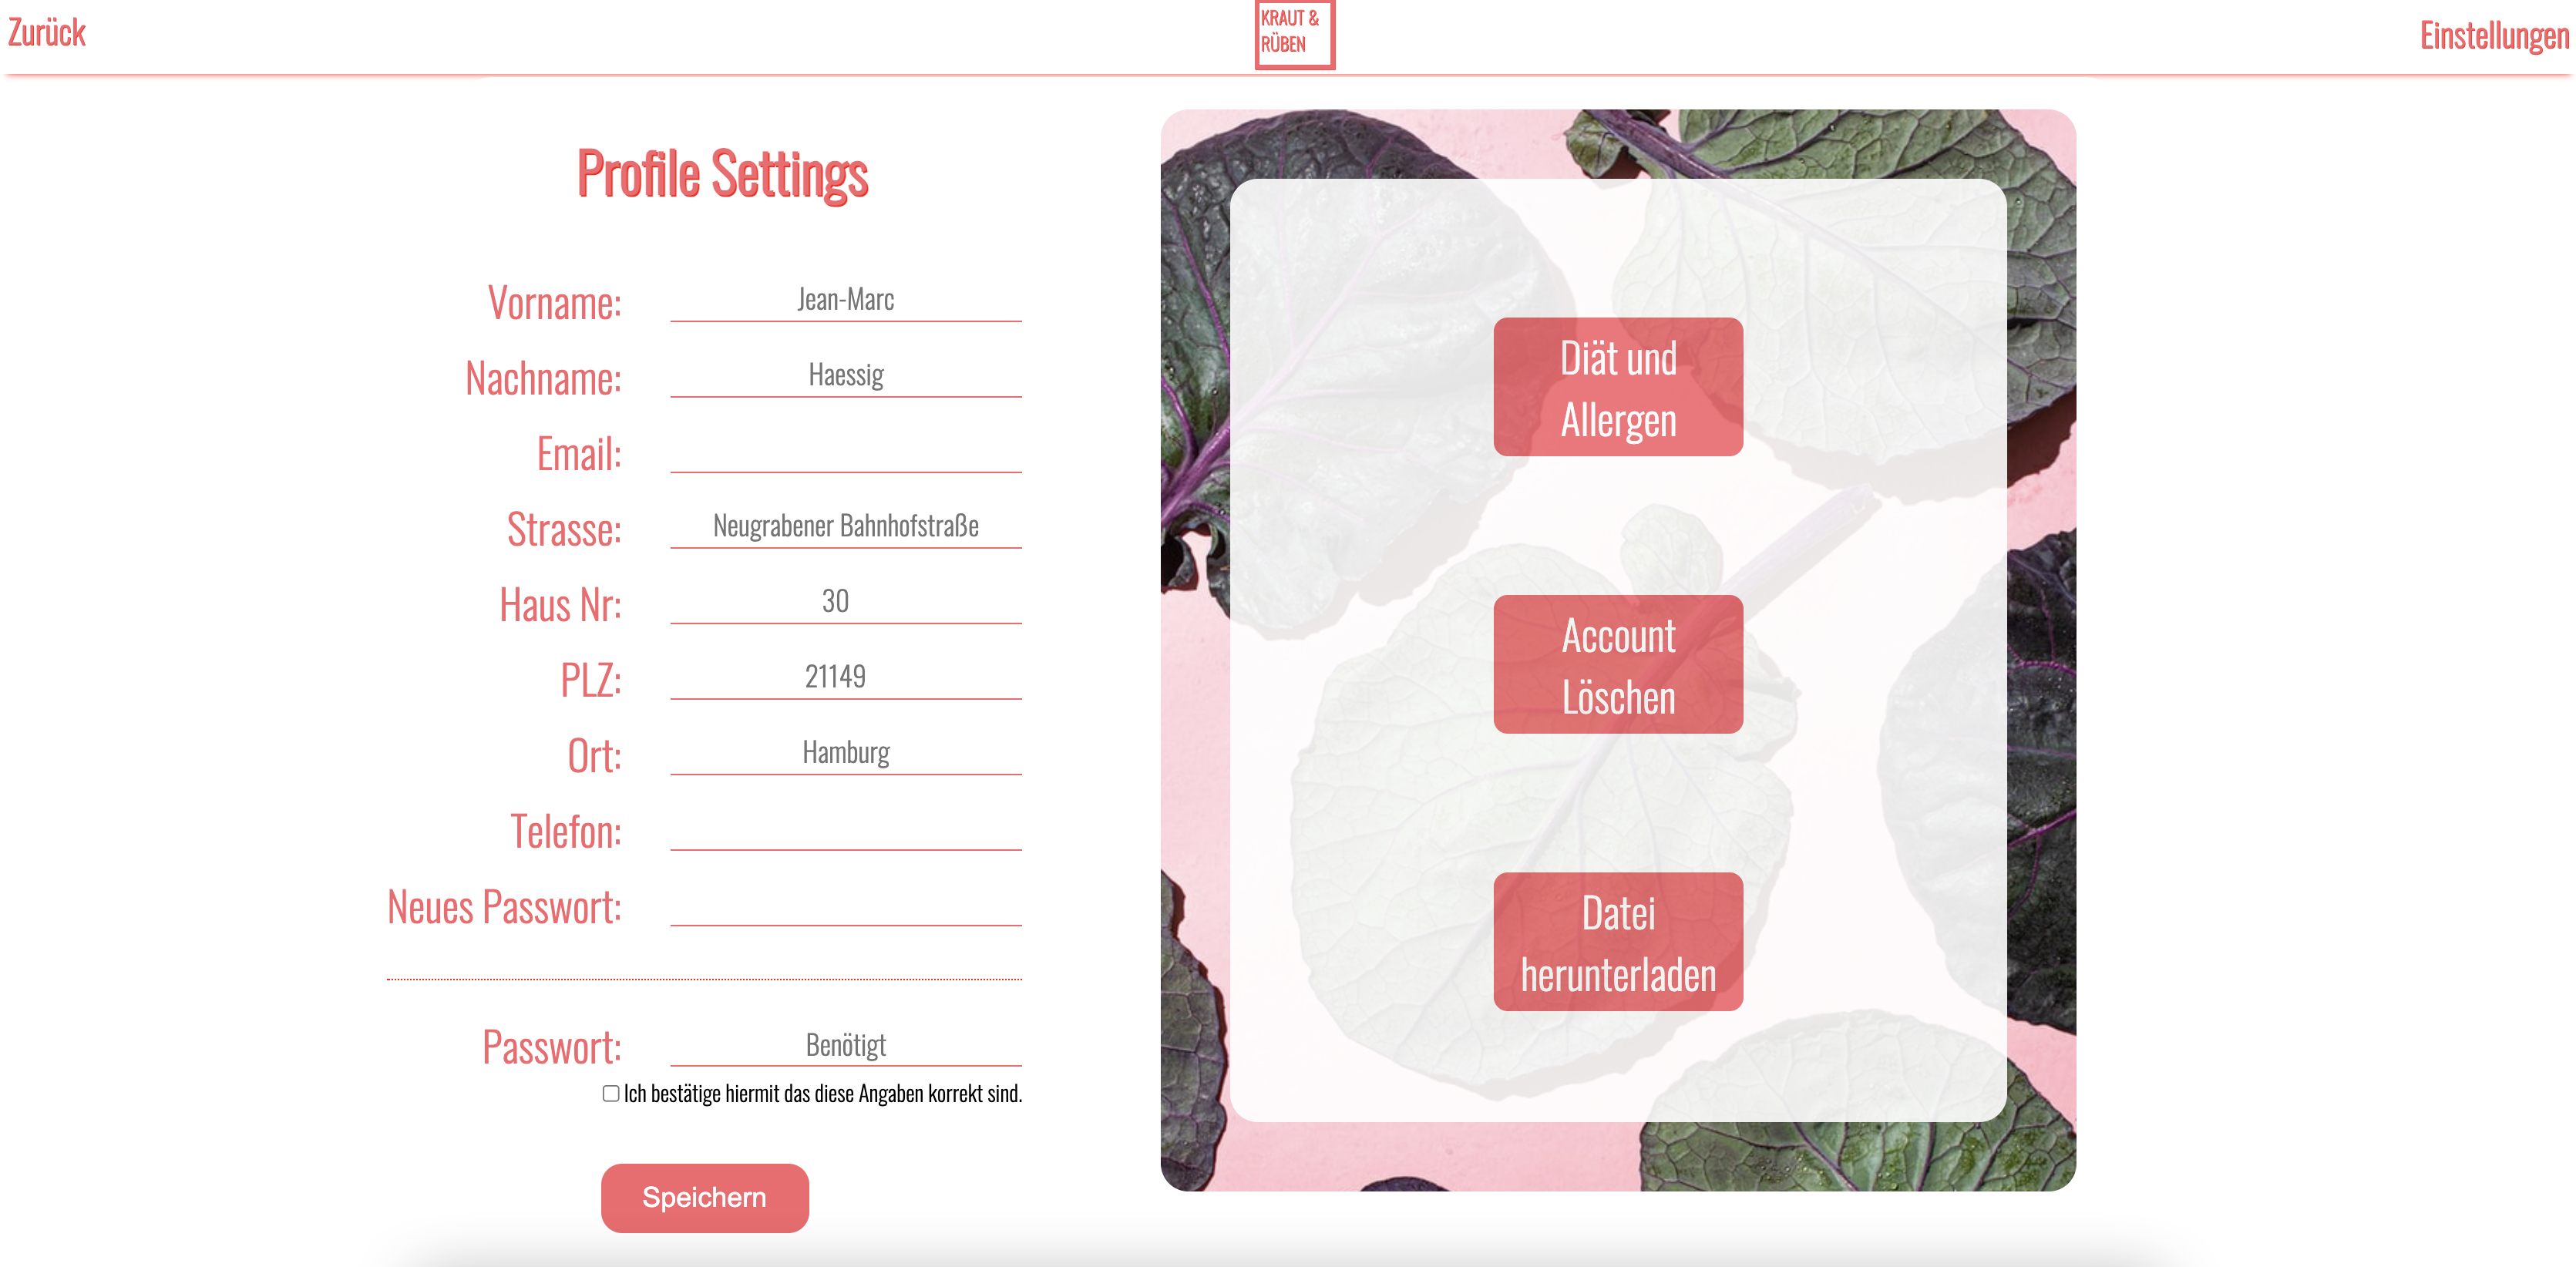 Zurück
KRAUT &
RÜBEN
Einstellungen
Profile Settings
Vorname: Jean-Marc
Nachname: Haessig
Email:
Strasse: Neugrabener Bahnhofstraße
Haus Nr: 30
PLZ: 21149
Ort: Hamburg
Telefon:
Neues Passwort:
Passwort: Benötigt
Ich bestätige hiermit das diese Angaben korrekt sind.
Speichern
Diät und
Allergen
Account
Löschen
Datei
herunterladen